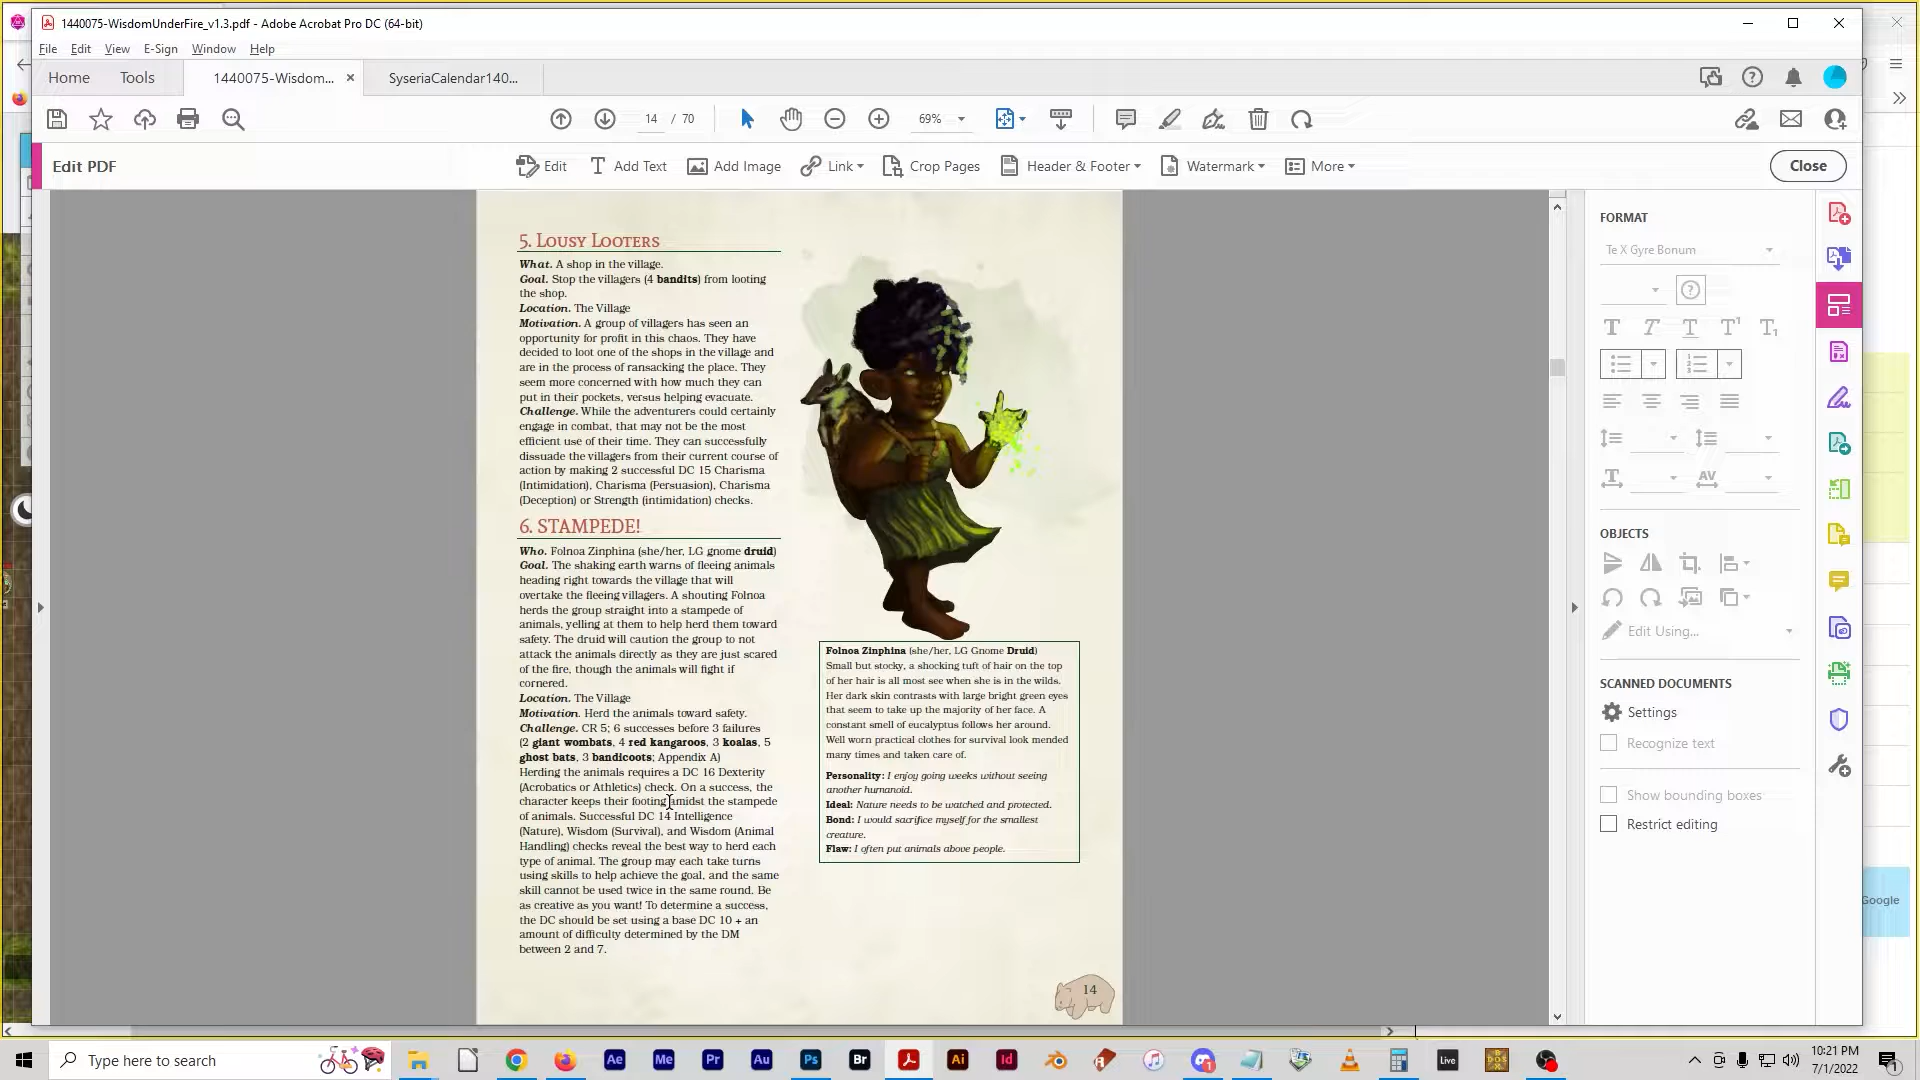 1440075-WisdomUnderFire_v1.3.pdf - Adobe Acrobat Pro DC (64-bit)
File Edit View E-Sign Window Help
Home Tools 1440075-Wisdom... SyseriaCalendar140...
14 / 70 69%
Edit PDF Edit Add Text Add Image Link Crop Pages Header & Footer Watermark More Close
5. LOUSY LOOTERS
What. A shop in the village.
Goal. Stop the villagers (4 bandits) from looting
the shop.
Location. The Village
Motivation. A group of villagers has seen an
opportunity for profit in this chaos. They have
decided to loot one of the shops in the village and
are in the process of ransacking the place. They
seem more concerned with how much they can
put in their pockets, versus helping evacuate.
Challenge. While the adventurers could certainly
engage in combat, that may not be the most
efficient use of their time. They can successfully
dissuade the villagers from their current course of
action by making 2 successful DC 15 Charisma
(Intimidation), Charisma (Persuasion), Charisma
(Deception) or Strength (intimidation) checks.
6. STAMPEDE!
Who. Folnoa Zinphina (she/her, LG gnome druid)
Goal. The shaking earth warns of fleeing animals
heading right towards the village that will
overtake the fleeing villagers. A shouting Folnoa
herds the group straight into a stampede of
animals, yelling at them to help herd them toward
safety. The druid will caution the group to not
attack the animals directly as they are just scared
of the fire, though the animals will fight if
cornered.
Location. The Village
Motivation. Herd the animals toward safety.
Challenge. CR 5; 6 successes before 3 failures
(2 giant wombats, 4 red kangaroos, 3 koalas, 5
ghost bats, 3 bandicoots; Appendix A)
Herding the animals requires a DC 16 Dexterity
(Acrobatics or Athletics) check. On a success, the
character keeps their footing amidst the stampede
of animals. Successful DC 14 Intelligence
(Nature), Wisdom (Survival), and Wisdom (Animal
Handling) checks reveal the best way to herd each
type of animal. The group may each take turns
using skills to help achieve the goal, and the same
skill cannot be used twice in the same round. Be
as creative as you want! To determine a success,
the DC should be set using a base DC 10 + an
amount of difficulty determined by the DM
between 2 and 7.
Folnoa Zinphina (she/her, LG Gnome Druid)
Small but stocky, a shocking tuft of hair on the top
of her hair is all most see when she is in the wilds.
Her dark skin contrasts with large bright green eyes
that seem to take up the majority of her face. A
constant smell of eucalyptus follows her around.
Well worn practical clothes for survival look mended
many times and taken care of.
Personality: I enjoy going weeks without seeing
another humanoid.
Ideal: Nature needs to be watched and protected.
Bond: I would sacrifice myself for the smallest
creature.
Flaw: I often put animals above people.
14
FORMAT
Te X Gyre Bonum
OBJECTS
Edit Using...
SCANNED DOCUMENTS
Settings
Recognize text
Show bounding boxes
Restrict editing
Google
Type here to search
Ae Me Pr Au Ps Br Ai Id Live
10:21 PM
7/1/2022